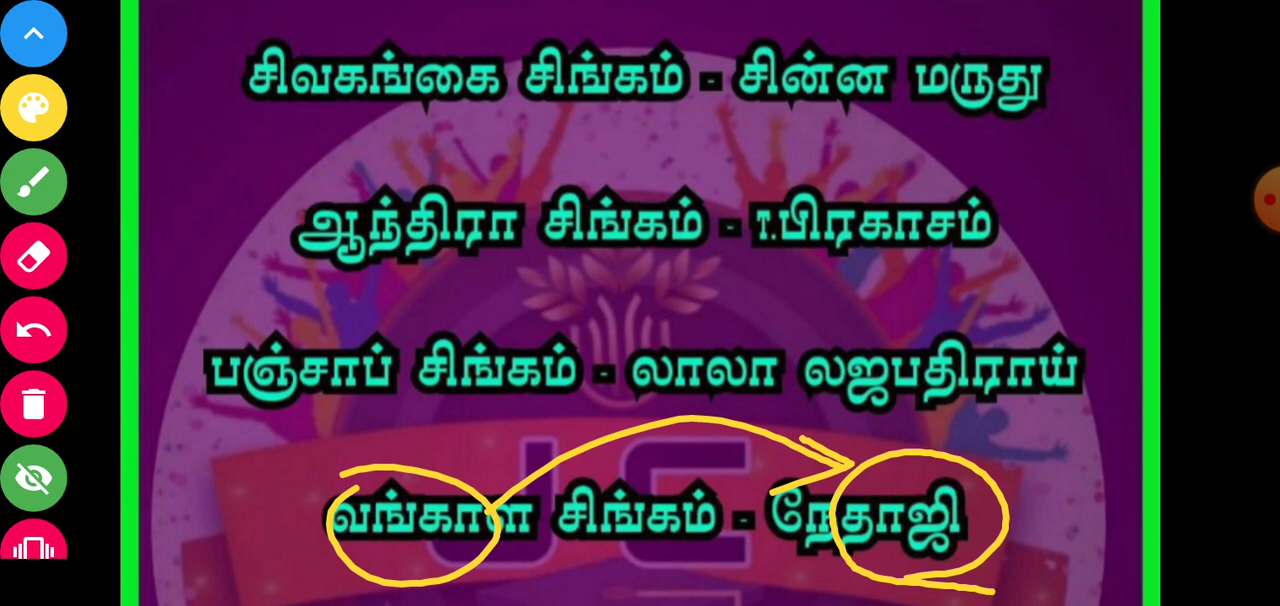 சிவகங்கை சிங்கம் - சின்ன மருது
ஆந்திரா சிங்கம் - T.பிரகாசம்
பஞ்சாப் சிங்கம் - லாலா லஜபதிராய்
வங்காள சிங்கம் - நேதாஜி